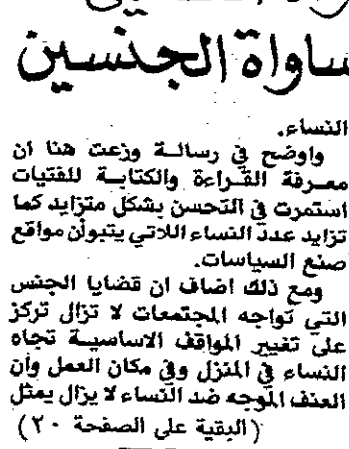 ساواة الجنسين
النساء.
واوضح في رسالة وزعت هنا ان
معرفة القراءة والكتابة للفتيات
استمرت في التحسن بشكل متزايد كما
تزايد عدد النساء اللاتي يتبوأن مواقع
صنع السياسات.
ومع ذلك اضاف ان قضايا الجنس
التي تواجه المجتمعات لا تزال تركز
على تغيير المواقف الاساسية تجاه
النساء في المنزل وفي مكان العمل وأن
العنف الموجه ضد النساء لا يزال يمثل
(البقية على الصفحة ٢٠)